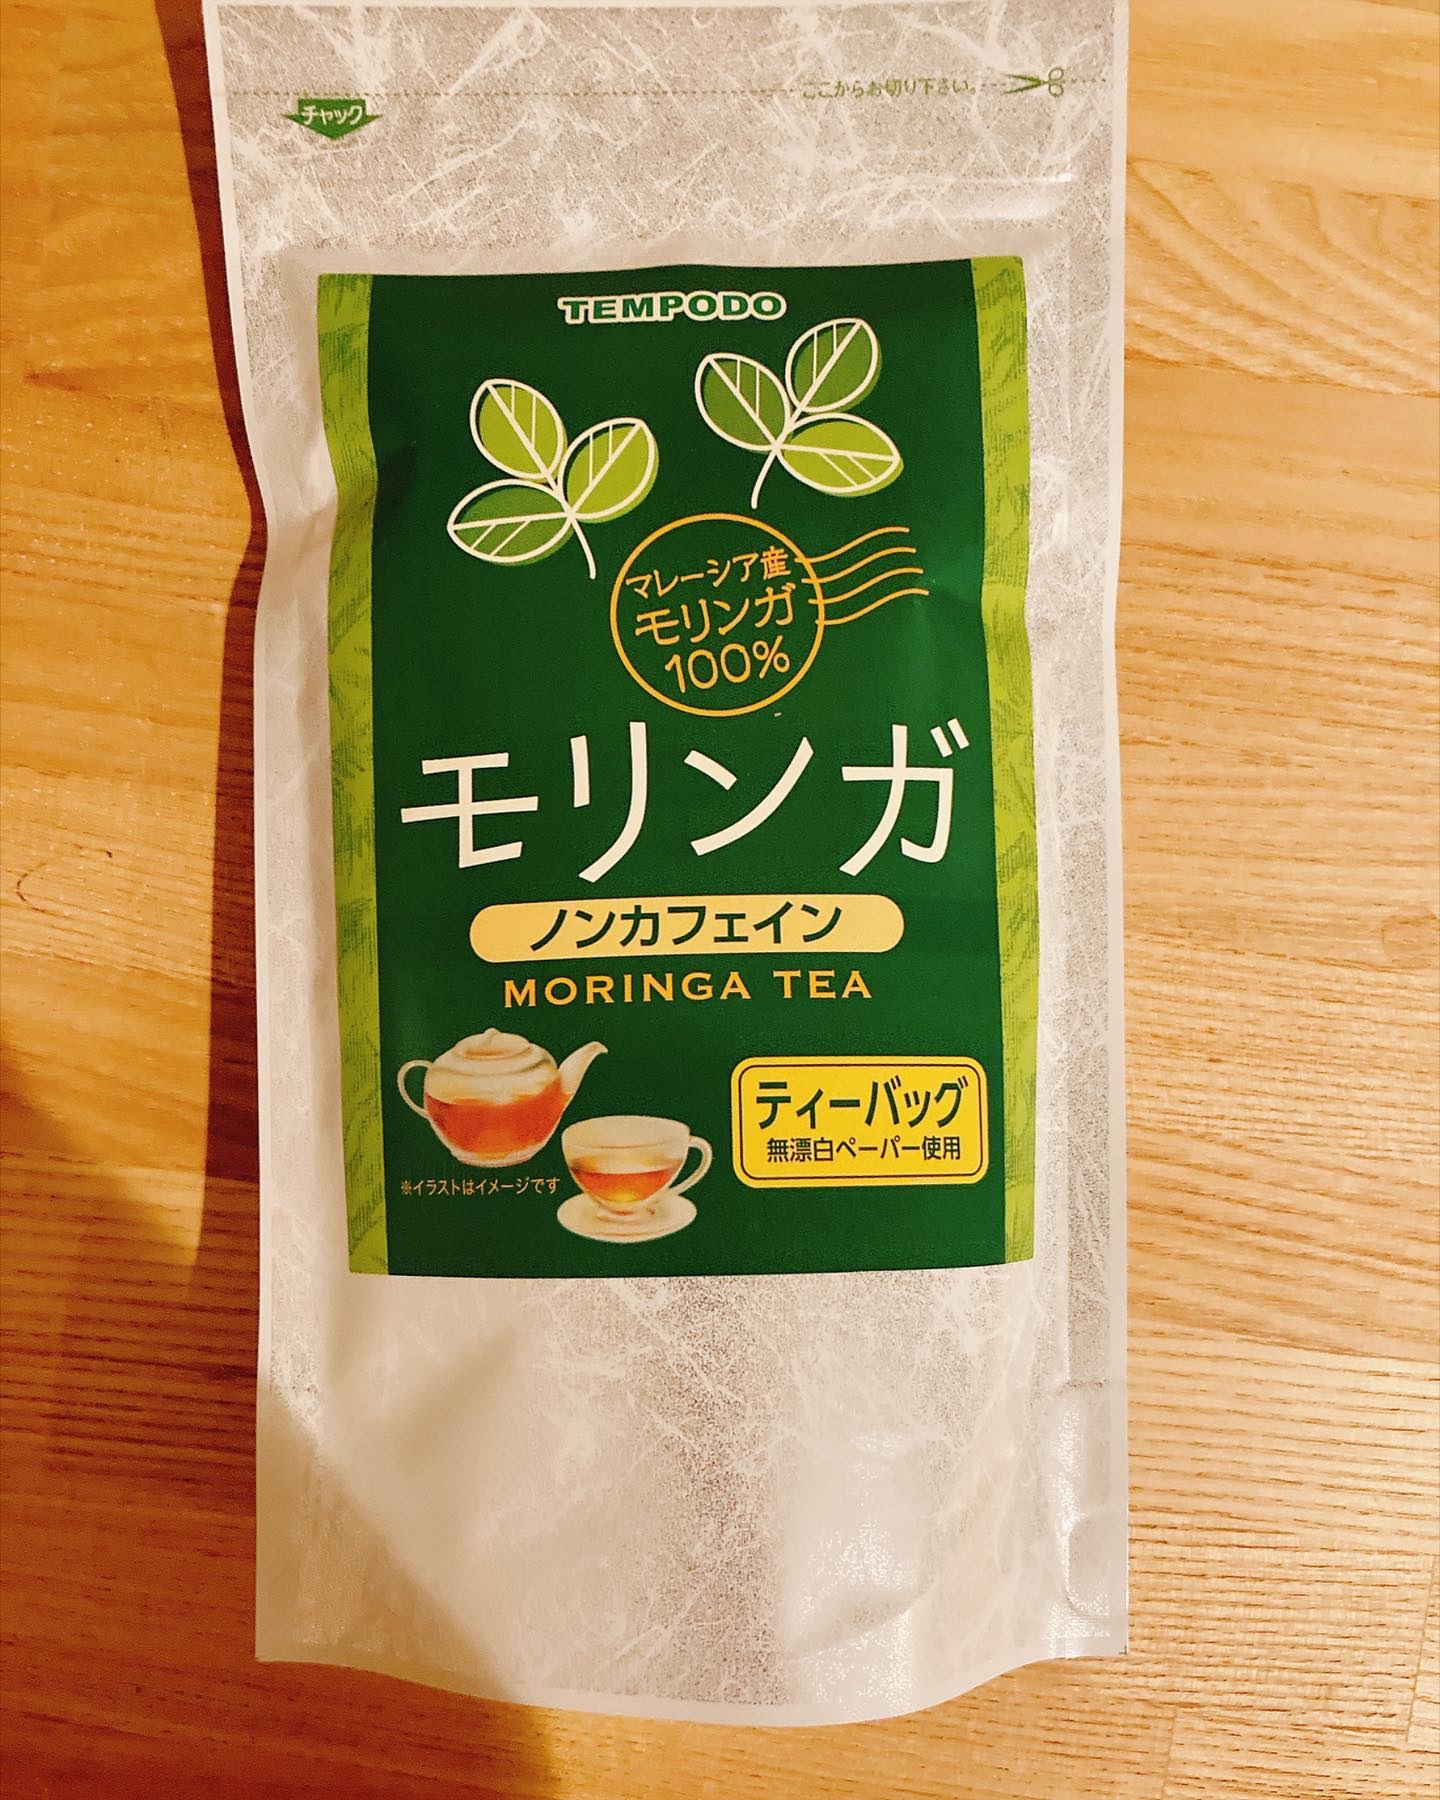 ここからお切り下さい。
チャック
TEMPODO
マレーシア産
モリンガ
100%
モリンガ
ノンカフェイン
MORINGA TEA
ティーバッグ
無漂白ペーパー使用
※イラストはイメージです